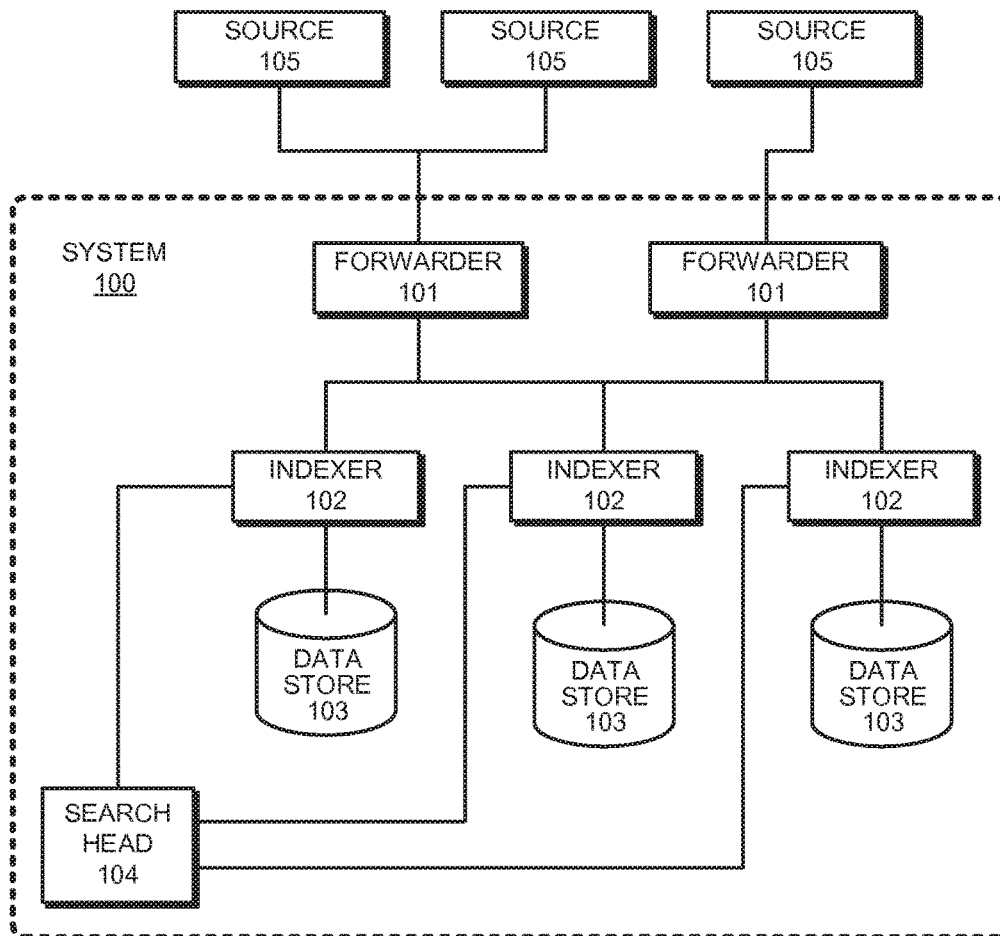 SOURCE
105
SOURCE
105
SOURCE
105
SYSTEM
100
FORWARDER
101
FORWARDER
101
INDEXER
102
INDEXER
102
INDEXER
102
DATA
STORE
103
DATA
STORE
103
DATA
STORE
103
SEARCH
HEAD
104